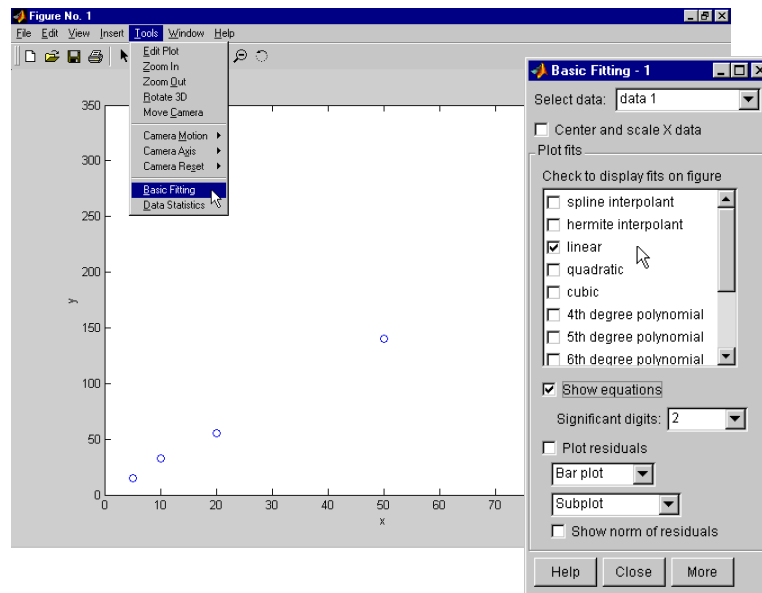 Figure No. 1
File Edit View Insert Tools Window Help
Edit Plot
Zoom In
Zoom Out
Rotate 3D
Move Camera
Camera Motion
Camera Axis
Camera Reset
Basic Fitting
Data Statistics
350
300
250
200
150
100
50
0
y
0 10 20 30 40 50 60 70
x
Basic Fitting - 1
Select data: data 1
Center and scale X data
Plot fits
Check to display fits on figure
spline interpolant
hermite interpolant
linear
quadratic
cubic
4th degree polynomial
5th degree polynomial
6th degree polynomial
Show equations
Significant digits: 2
Plot residuals
Bar plot
Subplot
Show norm of residuals
Help Close More